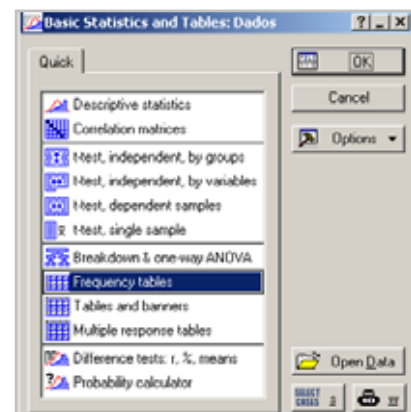 Basic Statistics and Tables: Dados
Quick
OK
Cancel
Options
Descriptive statistics
Correlation matrices
t-test, independent, by groups
t-test, independent, by variables
t-test, dependent samples
t-test, single sample
Breakdown & one-way ANOVA
Frequency tables
Tables and banners
Multiple response tables
Difference tests: r, %, means
Probability calculator
Open Data
SELECT CASES S W